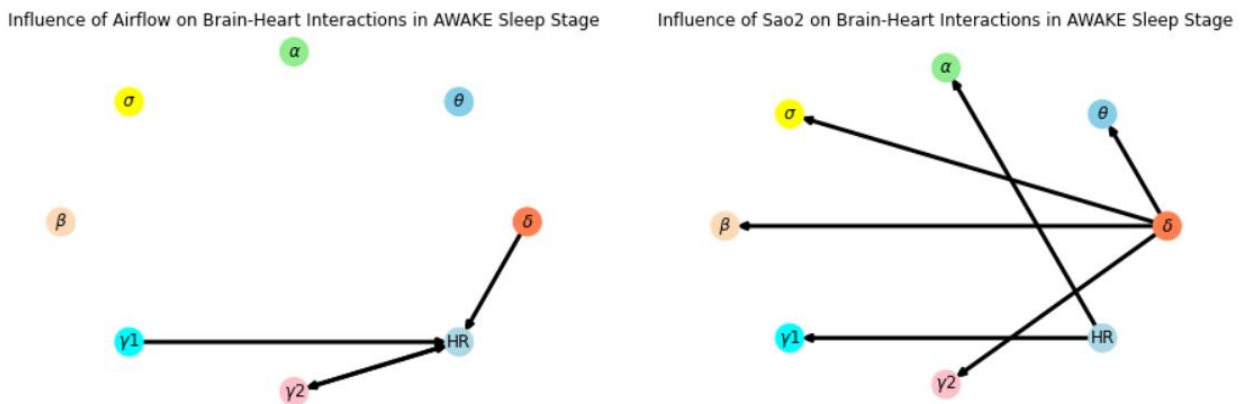 Influence of Airflow on Brain-Heart Interactions in AWAKE Sleep Stage
α
σ
θ
β
δ
γ1
HR
γ2
Influence of Sao2 on Brain-Heart Interactions in AWAKE Sleep Stage
α
σ
θ
β
δ
γ1
HR
γ2